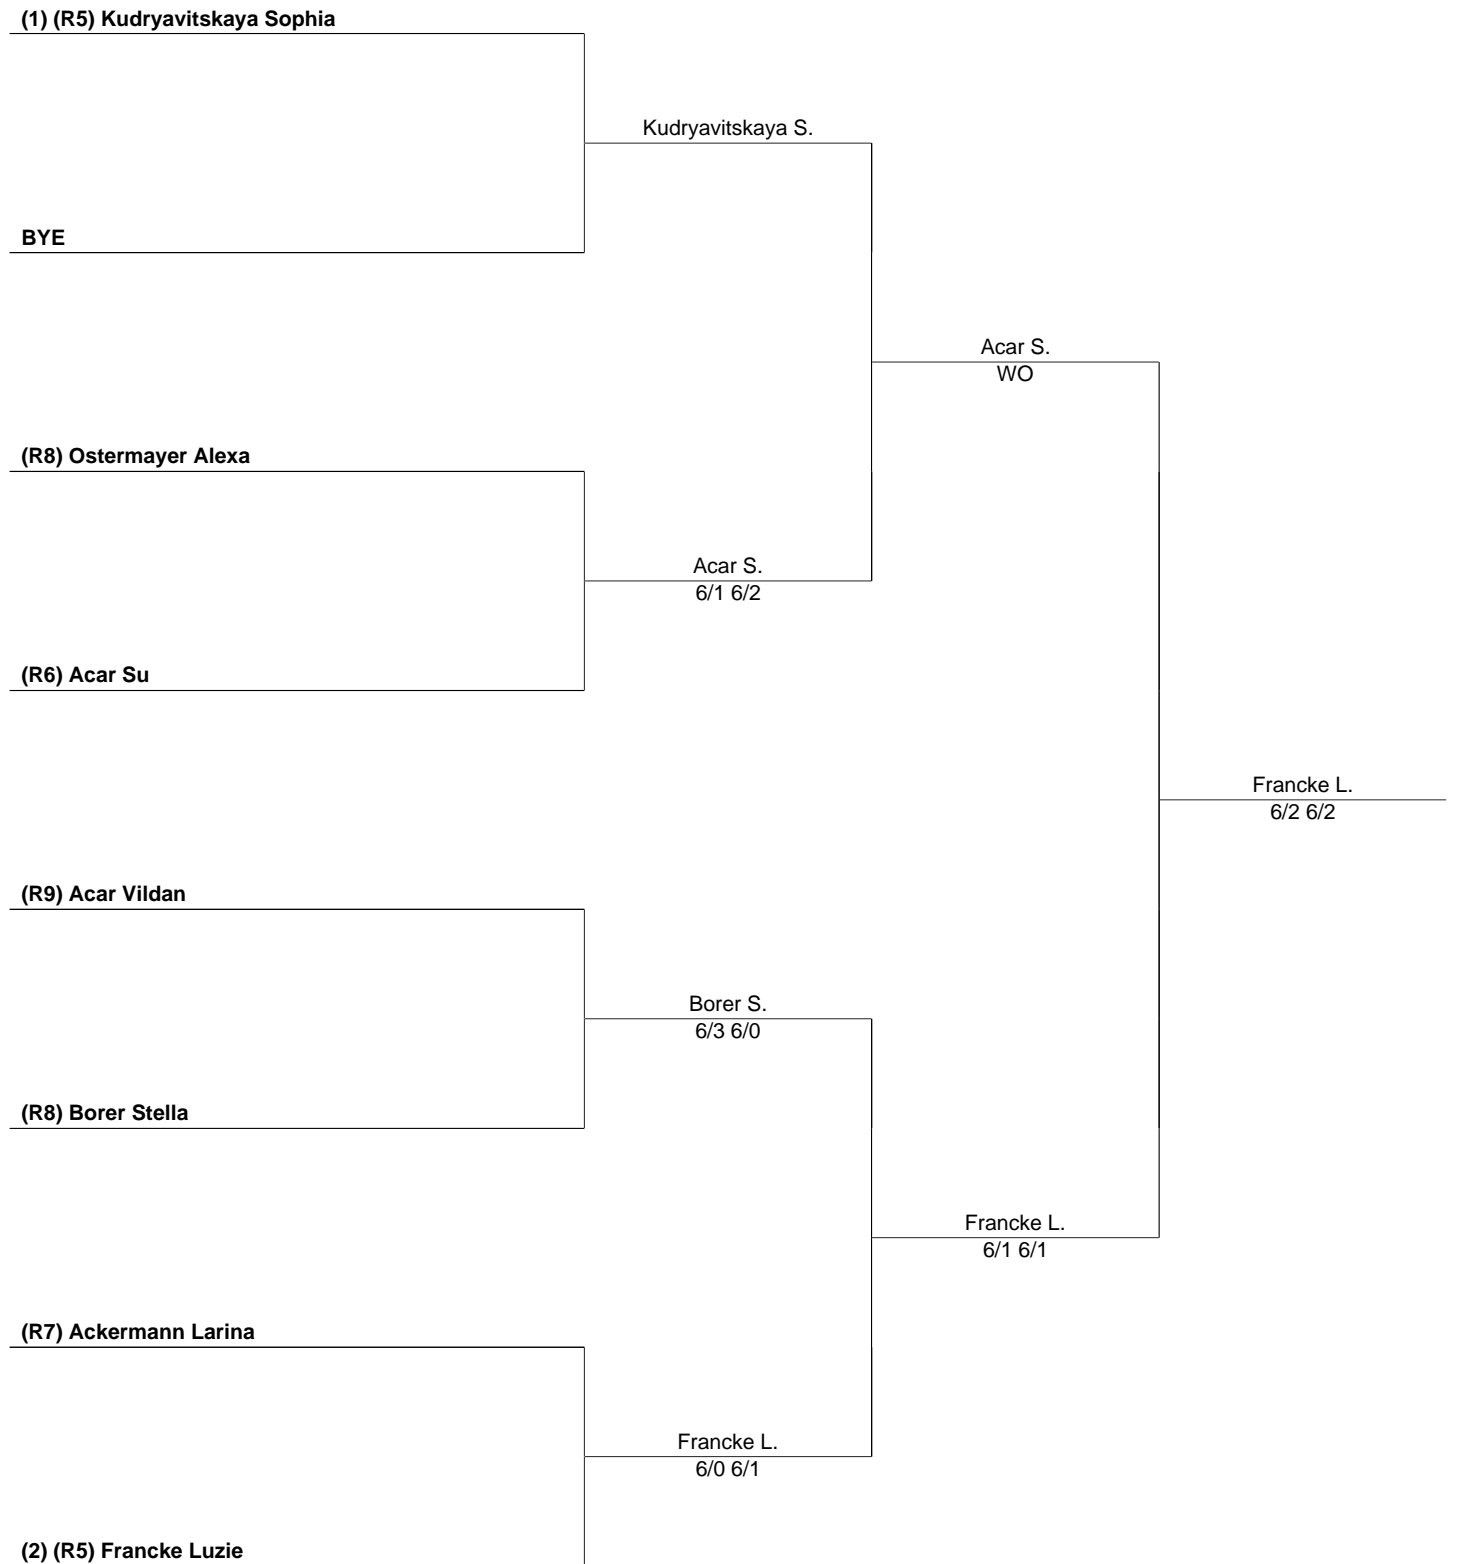 (1) (R5) Kudryavitskaya Sophia
Kudryavitskaya S.
BYE
Acar S.
WO
(R8) Ostermayer Alexa
Acar S.
6/1 6/2
(R6) Acar Su
Francke L.
6/2 6/2
(R9) Acar Vildan
Borer S.
6/3 6/0
(R8) Borer Stella
Francke L.
6/1 6/1
(R7) Ackermann Larina
Francke L.
6/0 6/1
(2) (R5) Francke Luzie